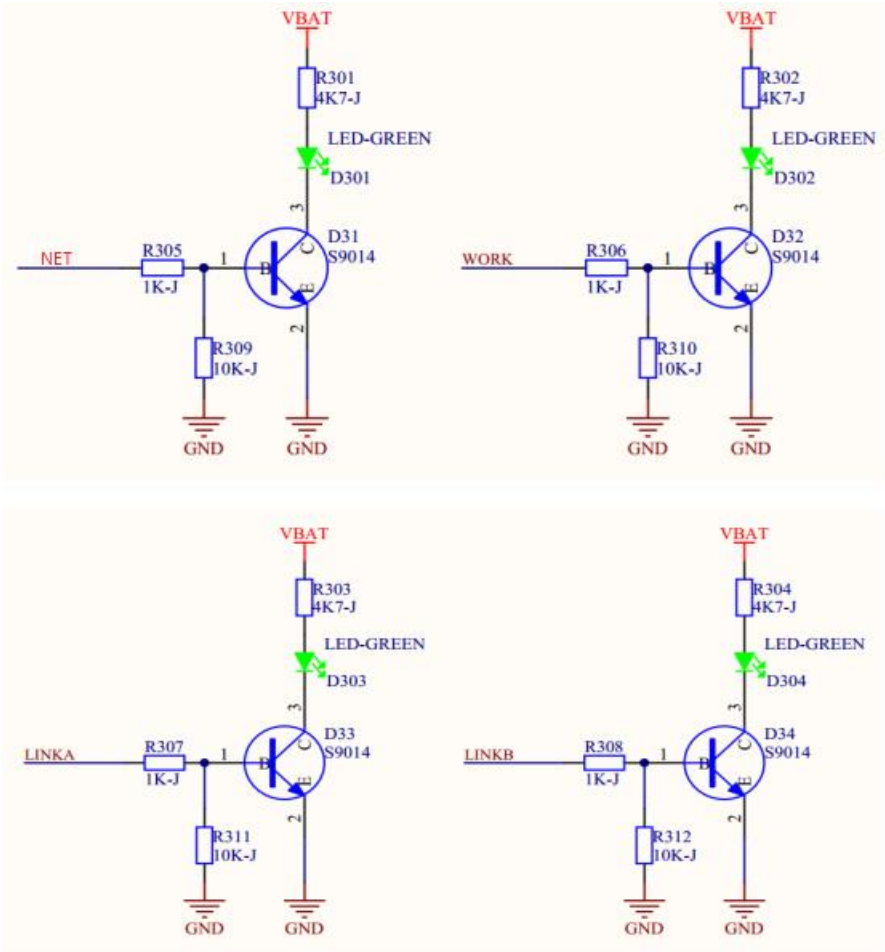 VBAT
R301
4K7-J
LED-GREEN
D301
3
D31
S9014
C
B
E
NET
R305
1K-J
1
2
R309
10K-J
GND
GND
VBAT
R302
4K7-J
LED-GREEN
D302
3
D32
S9014
C
B
E
WORK
R306
1K-J
1
2
R310
10K-J
GND
GND
VBAT
R303
4K7-J
LED-GREEN
D303
3
D33
S9014
C
B
E
LINKA
R307
1K-J
1
2
R311
10K-J
GND
GND
VBAT
R304
4K7-J
LED-GREEN
D304
3
D34
S9014
C
B
E
LINKB
R308
1K-J
1
2
R312
10K-J
GND
GND